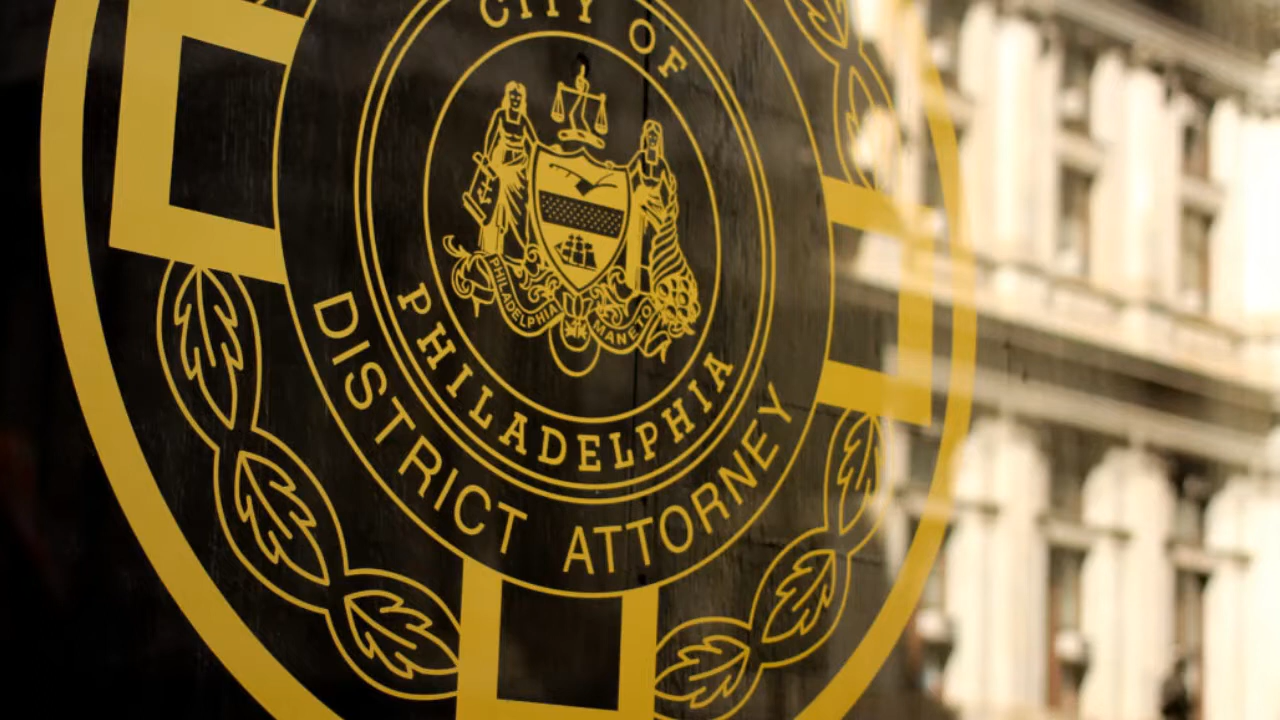 CITY OF
PHILADELPHIA
DISTRICT ATTORNEY
PHILADELPHIA
MANETO